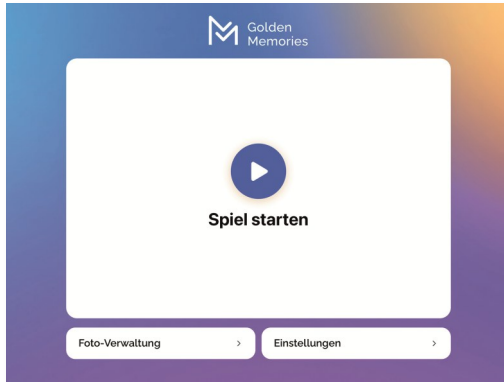 Golden
Memories
Spiel starten
Foto-Verwaltung
Einstellungen